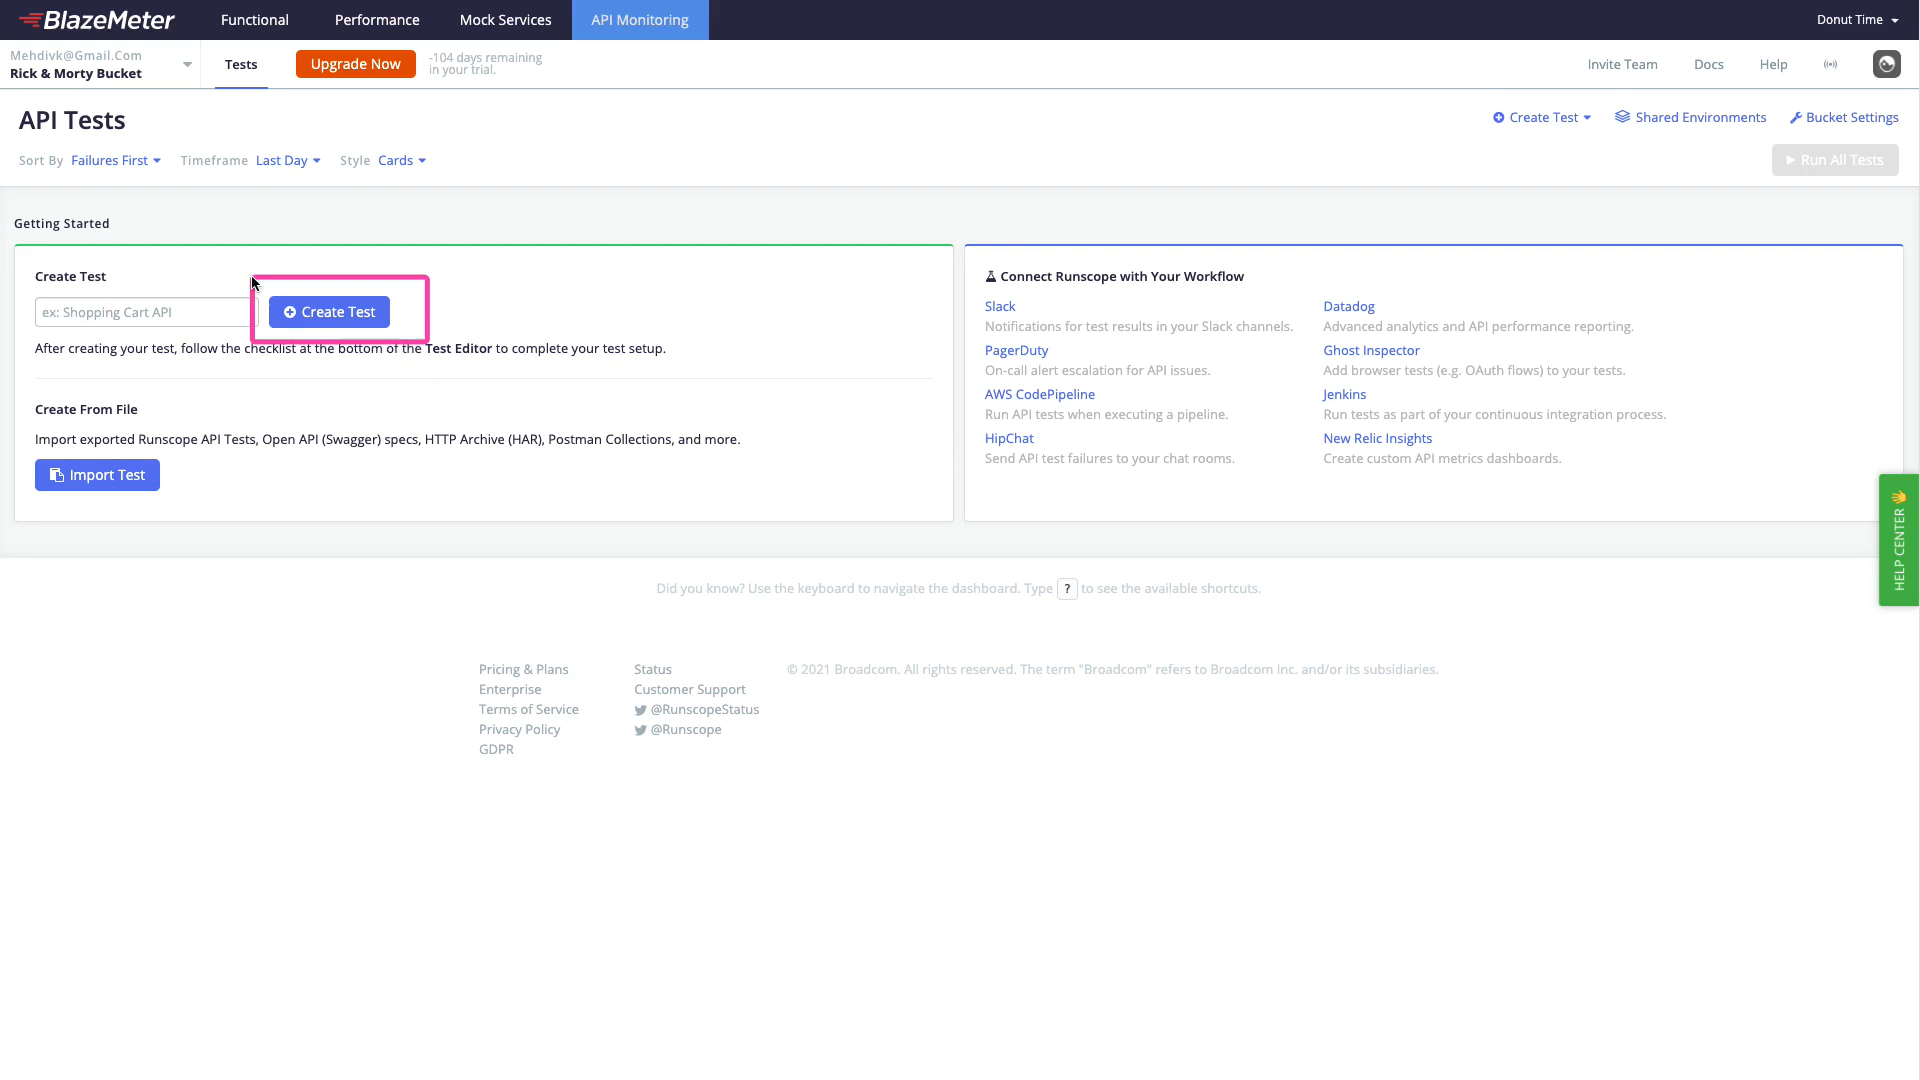 BlazeMeter Functional Performance Mock Services API Monitoring Donut Time
Mehdivk@Gmail.Com
Rick & Morty Bucket
Tests
Upgrade Now
-104 days remaining
in your trial.
Invite Team Docs Help
API Tests
Create Test Shared Environments Bucket Settings
Sort By Failures First Timeframe Last Day Style Cards
Run All Tests
Getting Started
Create Test
ex: Shopping Cart API
Create Test
After creating your test, follow the checklist at the bottom of the Test Editor to complete your test setup.
Create From File
Import exported Runscope API Tests, Open API (Swagger) specs, HTTP Archive (HAR), Postman Collections, and more.
Import Test
Connect Runscope with Your Workflow
Slack
Notifications for test results in your Slack channels.
PagerDuty
On-call alert escalation for API issues.
AWS CodePipeline
Run API tests when executing a pipeline.
HipChat
Send API test failures to your chat rooms.
Datadog
Advanced analytics and API performance reporting.
Ghost Inspector
Add browser tests (e.g. OAuth flows) to your tests.
Jenkins
Run tests as part of your continuous integration process.
New Relic Insights
Create custom API metrics dashboards.
HELP CENTER
Did you know? Use the keyboard to navigate the dashboard. Type ? to see the available shortcuts.
Pricing & Plans
Enterprise
Terms of Service
Privacy Policy
GDPR
Status
Customer Support
@RunscopeStatus
@Runscope
© 2021 Broadcom. All rights reserved. The term "Broadcom" refers to Broadcom Inc. and/or its subsidiaries.